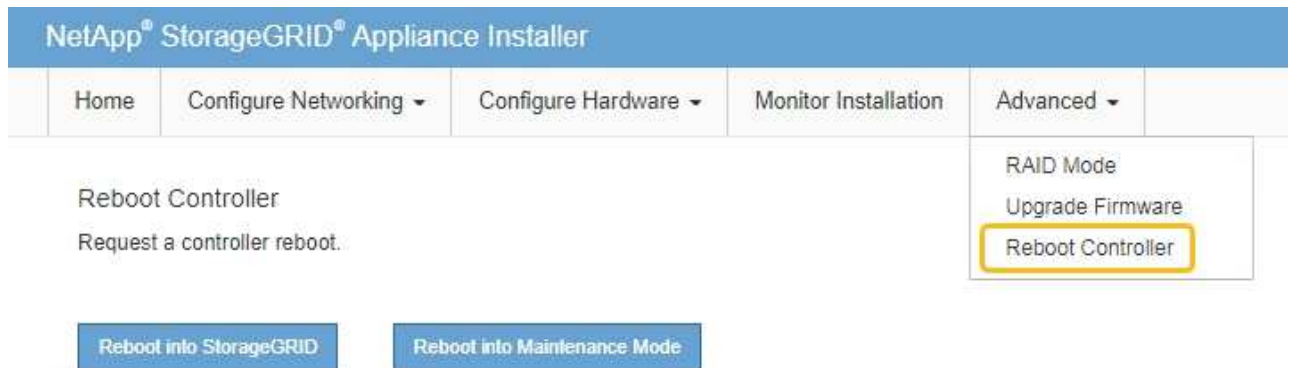 NetApp® StorageGRID® Appliance Installer
Home Configure Networking Configure Hardware Monitor Installation Advanced
RAID Mode
Upgrade Firmware
Reboot Controller
Reboot Controller
Request a controller reboot.
Reboot into StorageGRID Reboot into Maintenance Mode